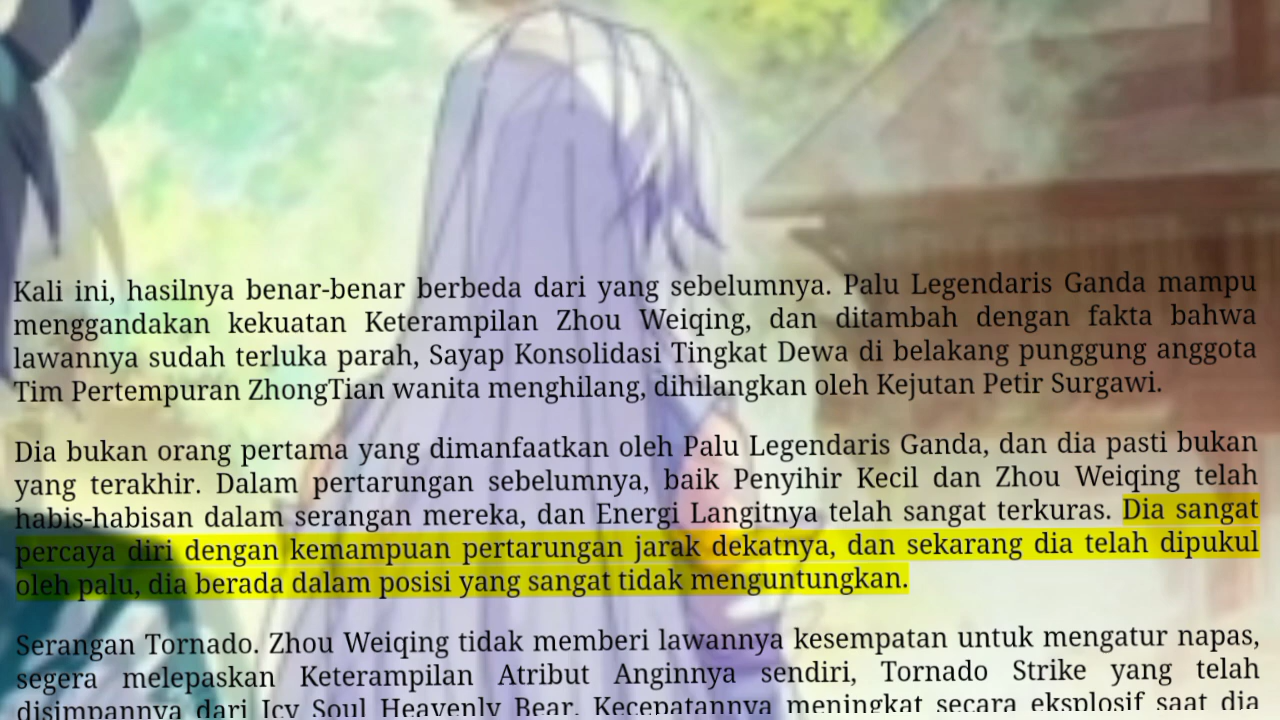 Kali ini, hasilnya benar-benar berbeda dari yang sebelumnya. Palu Legendaris Ganda mampu
menggandakan kekuatan Keterampilan Zhou Weiqing, dan ditambah dengan fakta bahwa
lawannya sudah terluka parah, Sayap Konsolidasi Tingkat Dewa di belakang punggung anggota
Tim Pertempuran ZhongTian wanita menghilang, dihilangkan oleh Kejutan Petir Surgawi.
Dia bukan orang pertama yang dimanfaatkan oleh Palu Legendaris Ganda, dan dia pasti bukan
yang terakhir. Dalam pertarungan sebelumnya, baik Penyihir Kecil dan Zhou Weiqing telah
habis-habisan dalam serangan mereka, dan Energi Langitnya telah sangat terkuras. Dia sangat
percaya diri dengan kemampuan pertarungan jarak dekatnya, dan sekarang dia telah dipukul
oleh palu, dia berada dalam posisi yang sangat tidak menguntungkan.
Serangan Tornado. Zhou Weiqing tidak memberi lawannya kesempatan untuk mengatur napas,
segera melepaskan Keterampilan Atribut Anginnya sendiri, Tornado Strike yang telah
disimpannya dari Icy Soul Heavenly Bear. Kecepatannya meningkat secara eksplosif saat dia